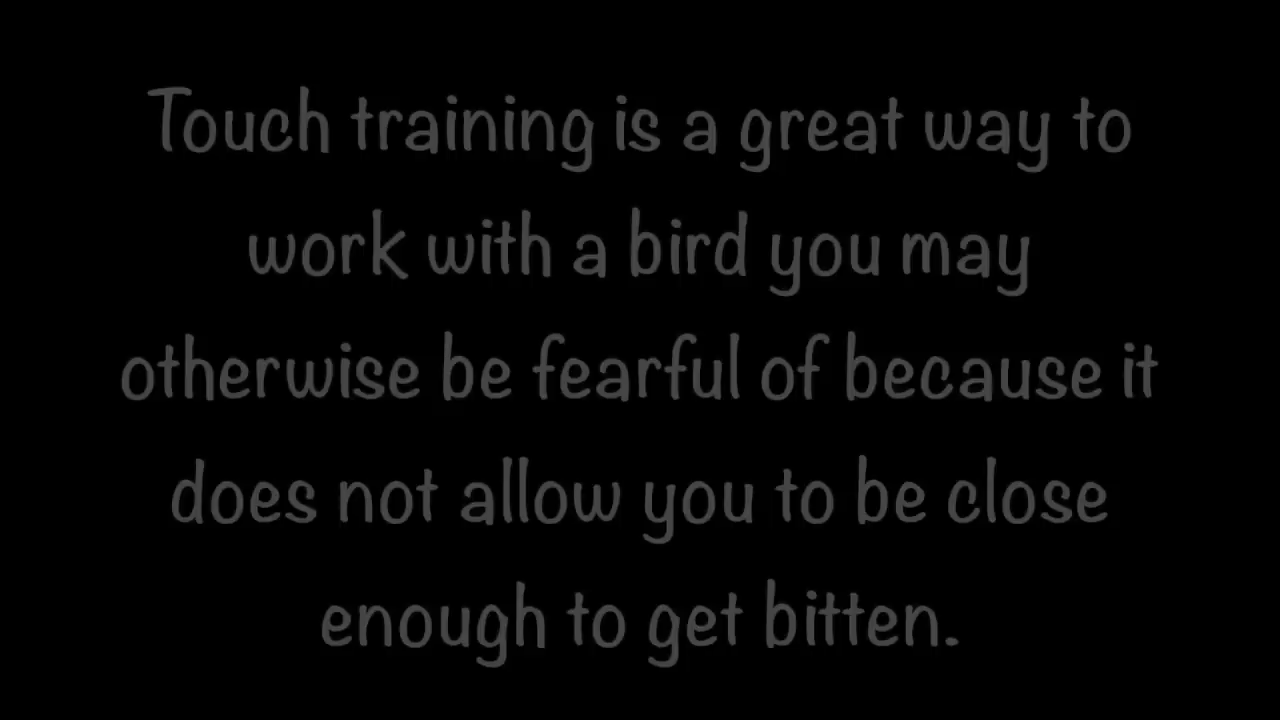 Touch training is a great way to
work with a bird you may
otherwise be fearful of because it
does not allow you to be close
enough to get bitten.